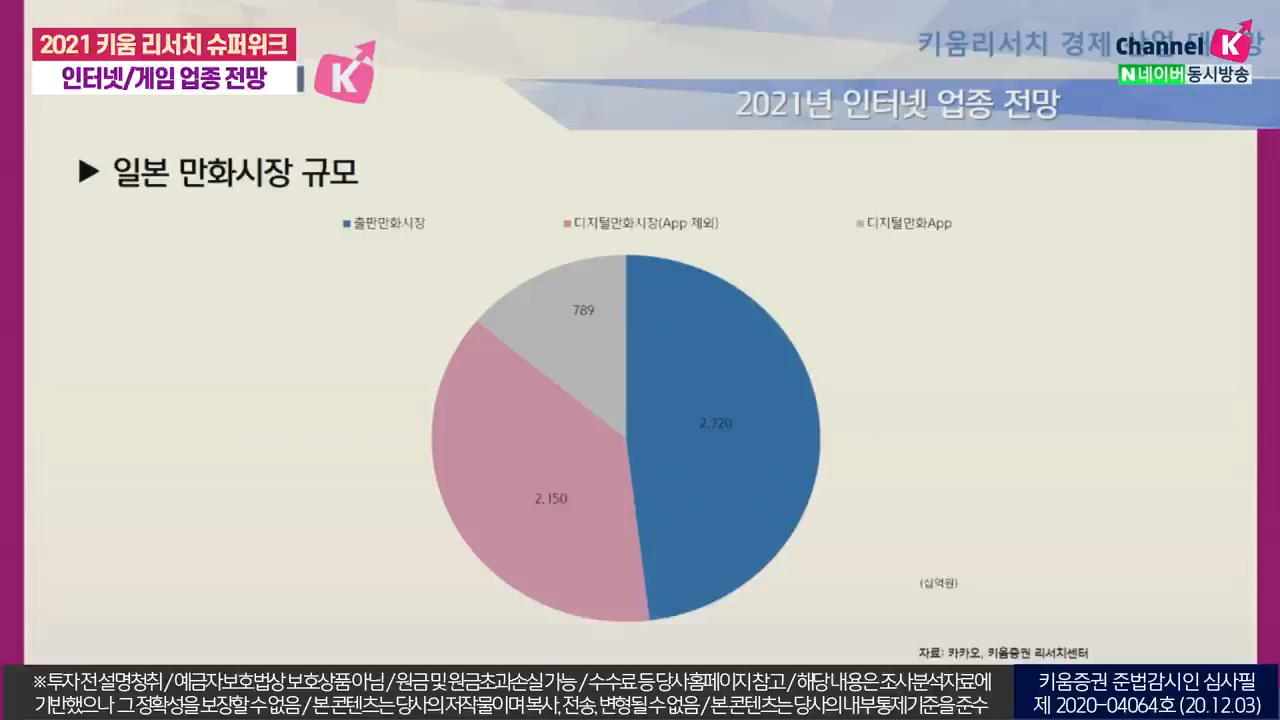 2021 키움 리서치 슈퍼위크
인터넷/게임 업종 전망
K
키움리서치 경제
Channel K
N 네이버 동시방송
2021년 인터넷 업종 전망
▶ 일본 만화시장 규모
출판만화시장
디지털만화시장(App 제외)
디지털만화App
789
2,720
2,150
(십억원)
자료: 카카오, 키움증권 리서치센터
※ 투자 전 설명청취 / 예금자보호법상 보호상품 아님 / 원금 및 원금초과손실 가능 / 수수료 등 당사홈페이지 참고 / 해당 내용은 조사분석자료에
기반했으나 그 정확성을 보장할 수 없음 / 본 콘텐츠는 당사의 저작물이며 복사, 전송, 변형될 수 없음 / 본 콘텐츠는 당사의 내부통제기준을 준수
키움증권 준법감시인 심사필
제 2020-04064호 (20.12.03)